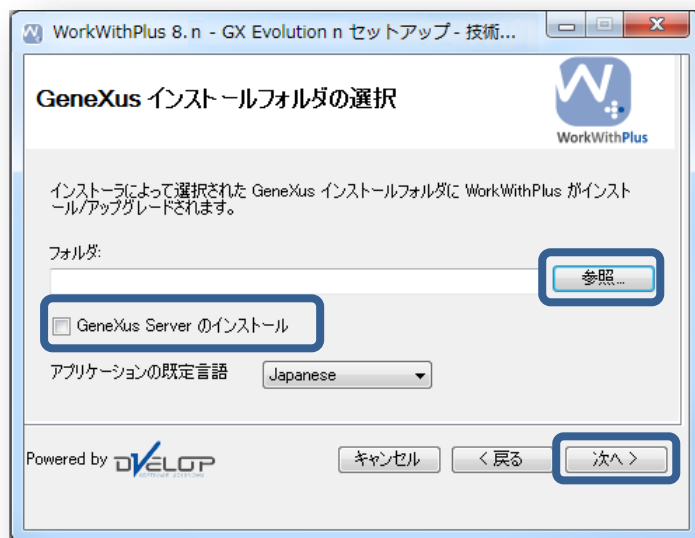 WorkWithPlus 8.n - GX Evolution n セットアップ - 技術...
GeneXus インストールフォルダの選択
WorkWithPlus
インストーラによって選択された GeneXus インストールフォルダに WorkWithPlus がインスト
ール/アップグレードされます。
フォルダ:
参照...
GeneXus Server のインストール
アプリケーションの既定言語
Japanese
Powered by DVELOP
キャンセル
< 戻る
次へ >